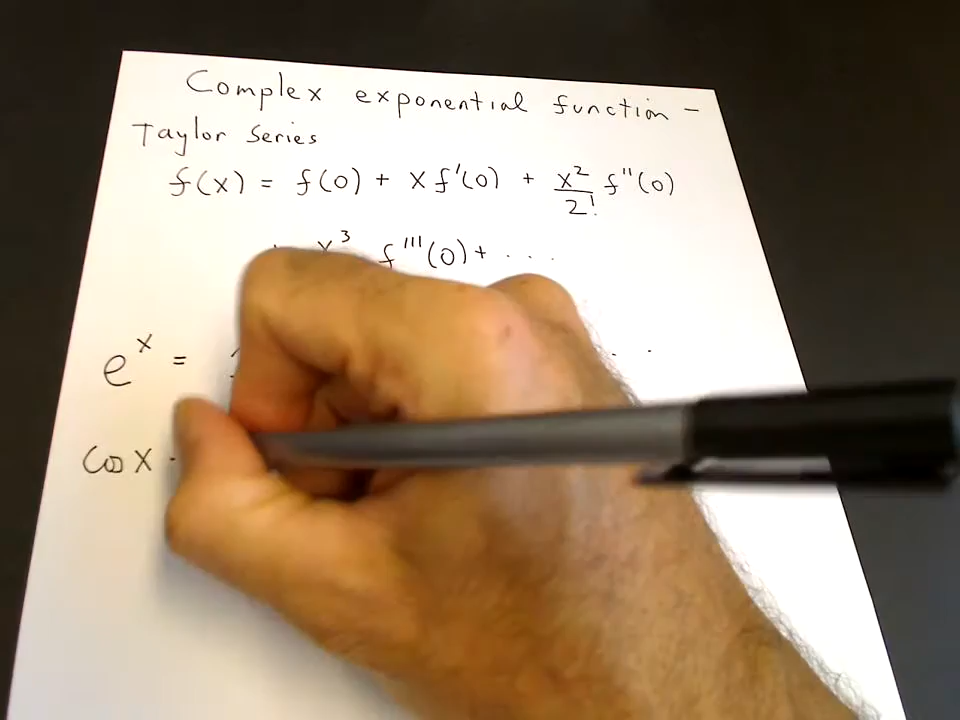 Complex exponential function –
Taylor Series
f(x) = f(0) + x f'(0) + x²/2! f''(0)
x³ f'''(0) + ...
eˣ = . .
cos x